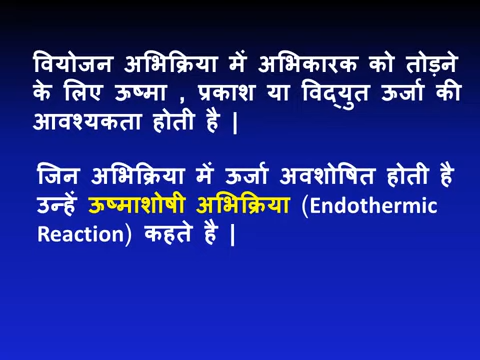 वियोजन अभिक्रिया में अभिकारक को तोड़ने
के लिए ऊष्मा , प्रकाश या विद्युत ऊर्जा की
आवश्यकता होती है |
जिन अभिक्रिया में ऊर्जा अवशोषित होती है
उन्हें ऊष्माशोषी अभिक्रिया (Endothermic
Reaction) कहते है |